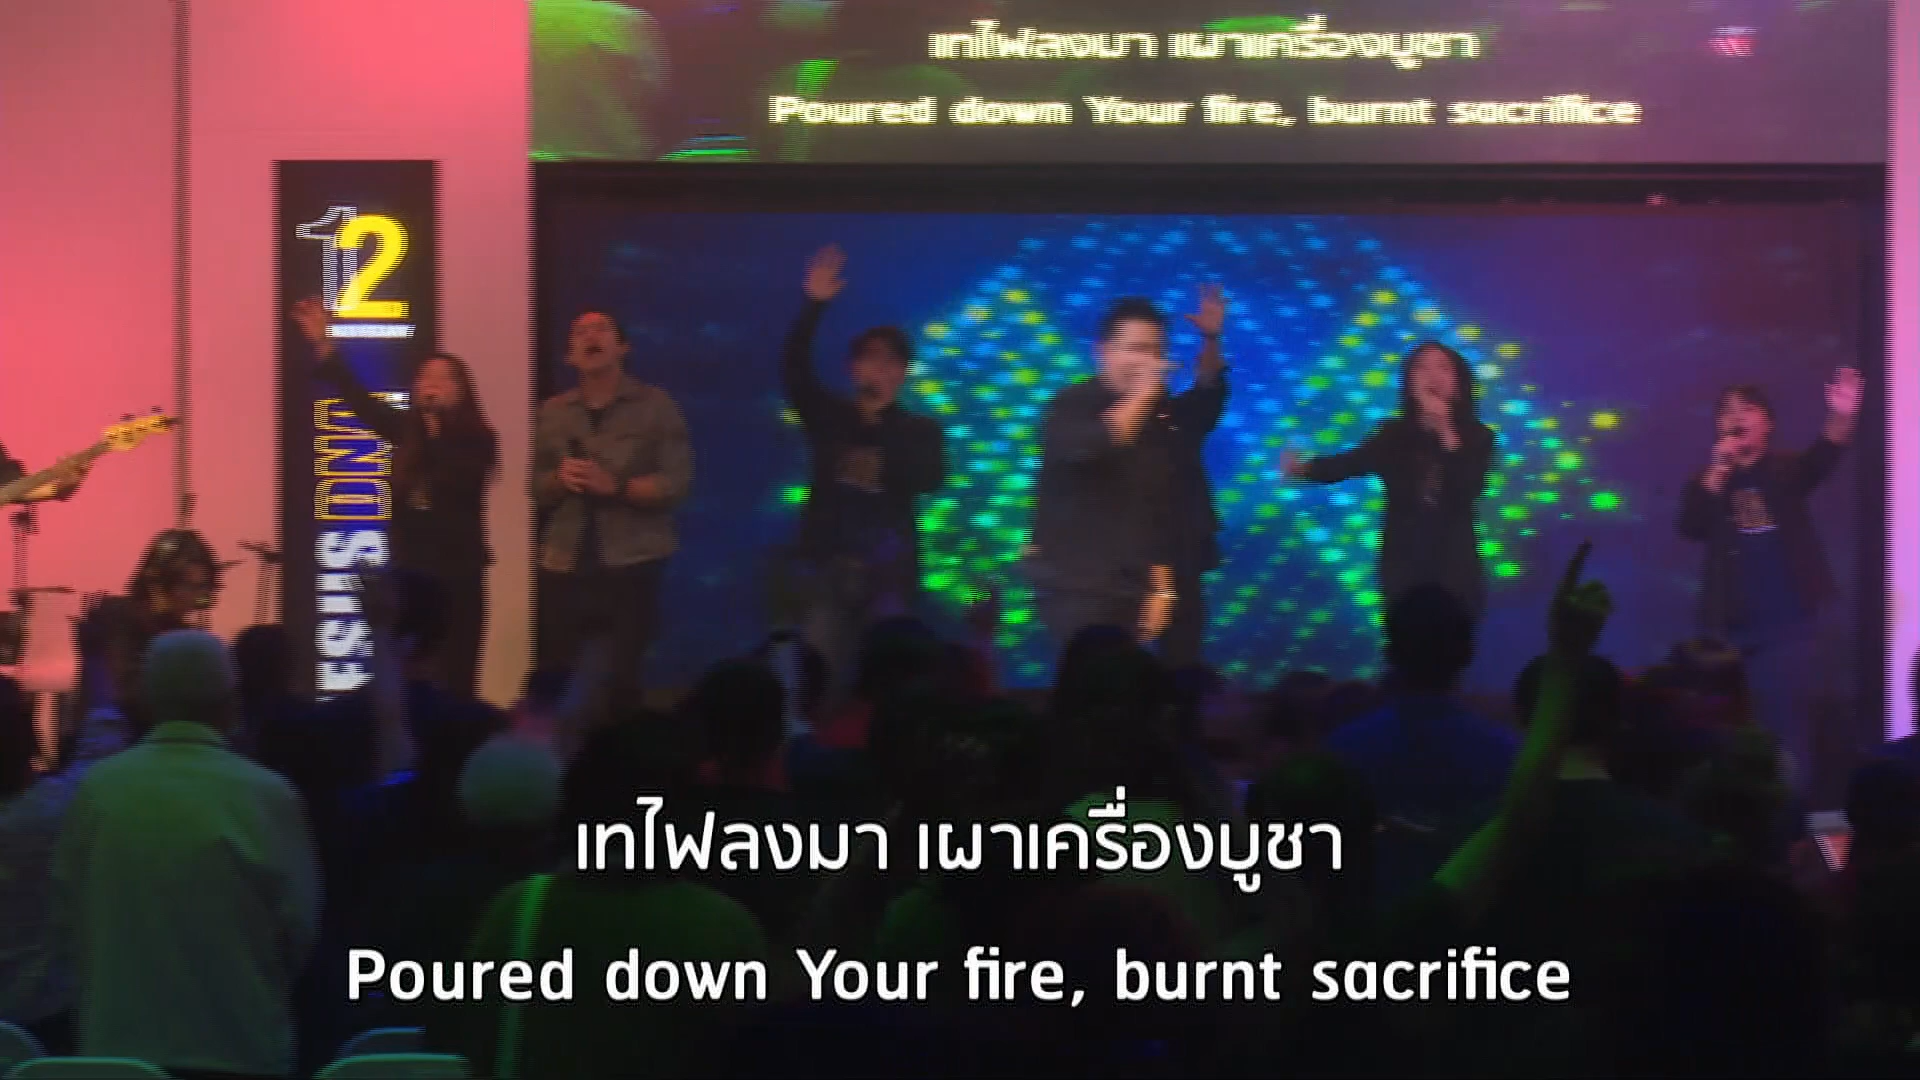 เทไฟลงมา เผาเครื่องบูชา
Poured down Your fire, burnt sacrifice
12
เทไฟลงมา เผาเครื่องบูชา
Poured down Your fire, burnt sacrifice